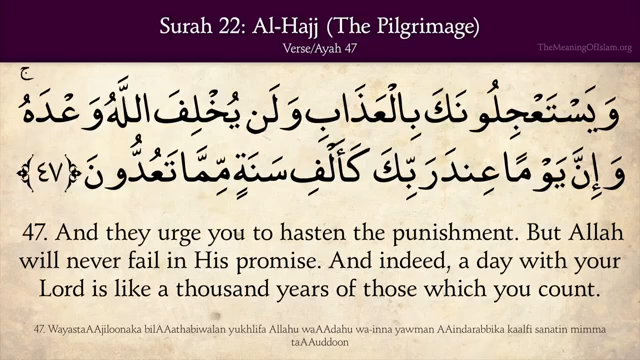 Surah 22: Al-Hajj (The Pilgrimage)
Verse/Ayah 47
TheMeaningOfIslam.org
وَيَسْتَعْجِلُونَكَ بِالْعَذَابِ وَلَن يُخْلِفَ اللَّهُ وَعْدَهُ ۚ
وَإِنَّ يَوْمًا عِندَ رَبِّكَ كَأَلْفِ سَنَةٍ مِّمَّا تَعُدُّونَ ﴿٤٧﴾
47. And they urge you to hasten the punishment. But Allah
will never fail in His promise. And indeed, a day with your
Lord is like a thousand years of those which you count.
47. WayastaAAjiloonaka bilAAathabiwalan yukhlifa Allahu waAAdahu wa-inna yawman AAindarabbika kaalfi sanatin mimma
taAAuddoon